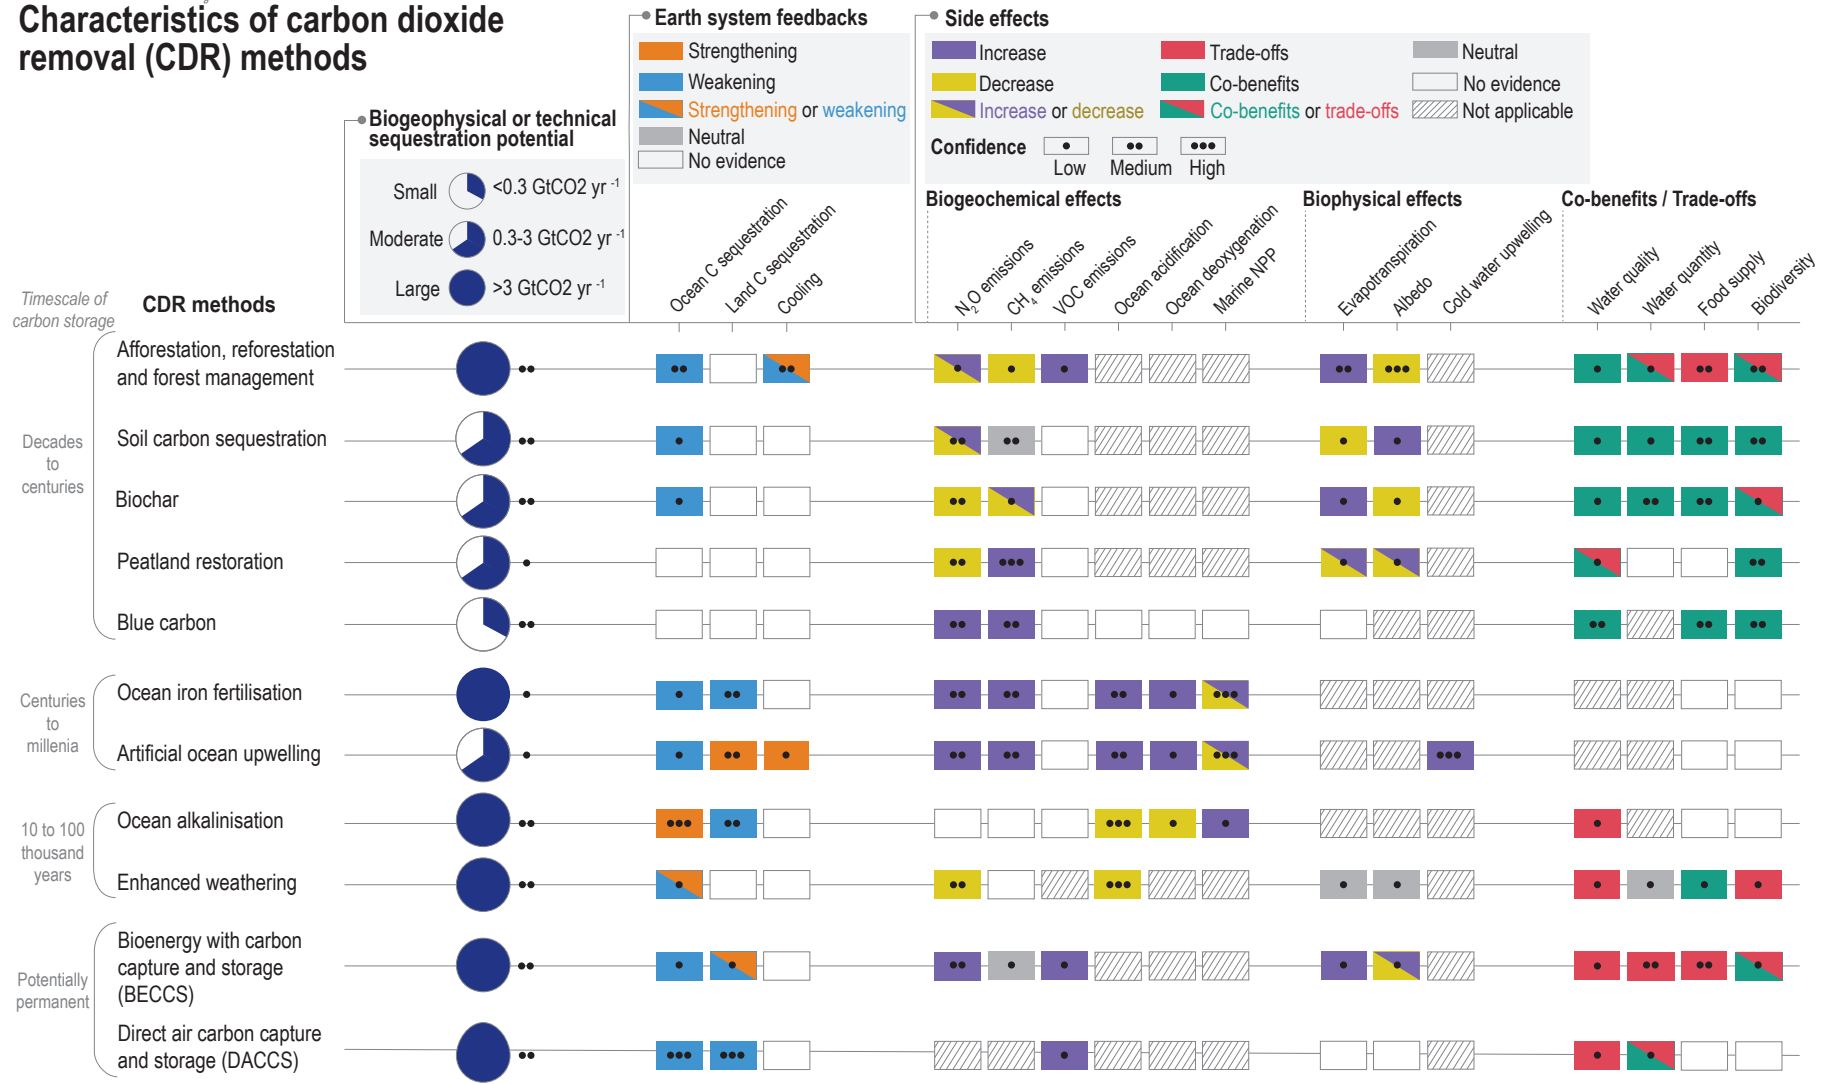 Characteristics of carbon dioxide
removal (CDR) methods
Biogeophysical or technical
sequestration potential
Small <0.3 GtCO2 yr -1
Moderate 0.3-3 GtCO2 yr -1
Large >3 GtCO2 yr -1
Earth system feedbacks
Strengthening
Weakening
Strengthening or weakening
Neutral
No evidence
Side effects
Increase
Decrease
Increase or decrease
Trade-offs
Co-benefits
Co-benefits or trade-offs
Neutral
No evidence
Not applicable
Confidence
Low
Medium
High
Biogeochemical effects
Biophysical effects
Co-benefits / Trade-offs
Ocean C sequestration
Land C sequestration
Cooling
N2O emissions
CH4 emissions
VOC emissions
Ocean acidification
Ocean deoxygenation
Marine NPP
Evapotranspiration
Albedo
Cold water upwelling
Water quality
Water quantity
Food supply
Biodiversity
Timescale of
carbon storage
CDR methods
Decades
to
centuries
Afforestation, reforestation
and forest management
Soil carbon sequestration
Biochar
Peatland restoration
Blue carbon
Centuries
to
millenia
Ocean iron fertilisation
Artificial ocean upwelling
10 to 100
thousand
years
Ocean alkalinisation
Enhanced weathering
Potentially
permanent
Bioenergy with carbon
capture and storage
(BECCS)
Direct air carbon capture
and storage (DACCS)